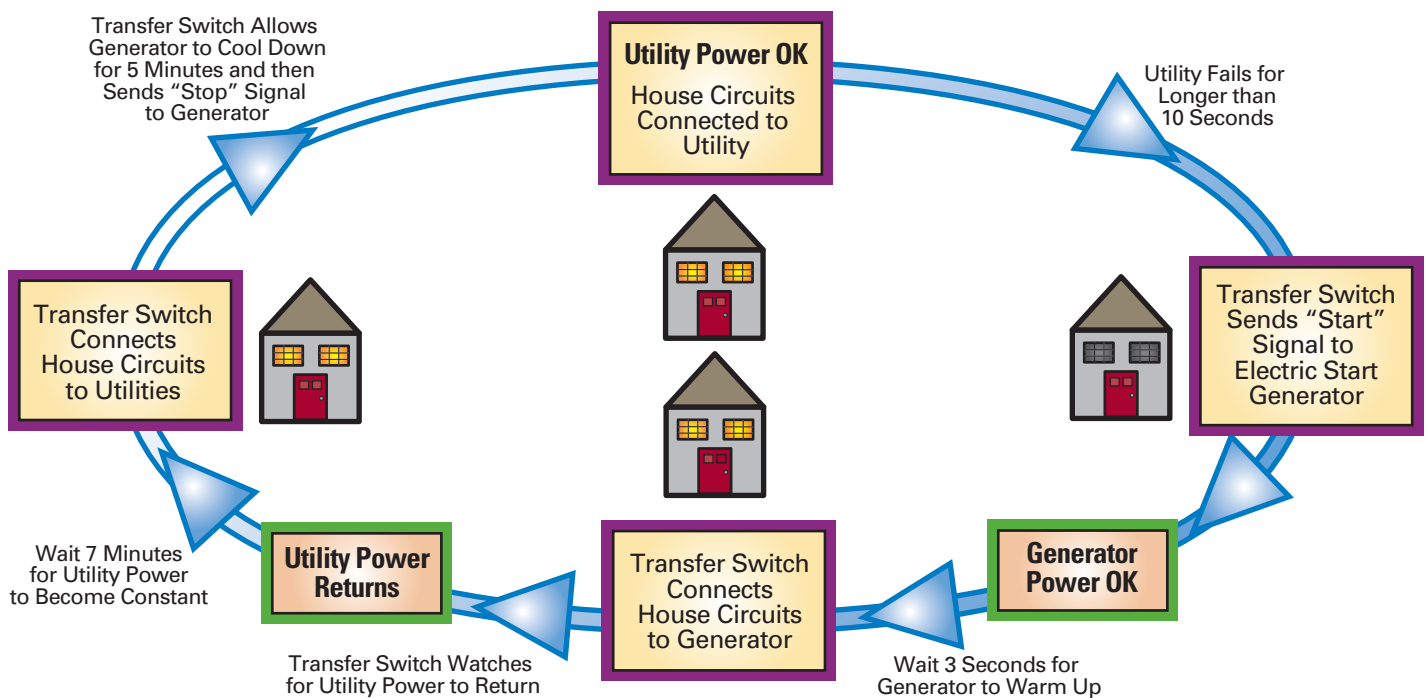 Utility Power OK
House Circuits
Connected to
Utility
Utility Fails for
Longer than
10 Seconds
Transfer Switch
Sends “Start”
Signal to
Electric Start
Generator
Generator
Power OK
Wait 3 Seconds for
Generator to Warm Up
Transfer Switch
Connects
House Circuits
to Generator
Transfer Switch Watches
for Utility Power to Return
Utility Power
Returns
Wait 7 Minutes
for Utility Power
to Become Constant
Transfer Switch
Connects
House Circuits
to Utilities
Transfer Switch Allows
Generator to Cool Down
for 5 Minutes and then
Sends “Stop” Signal
to Generator